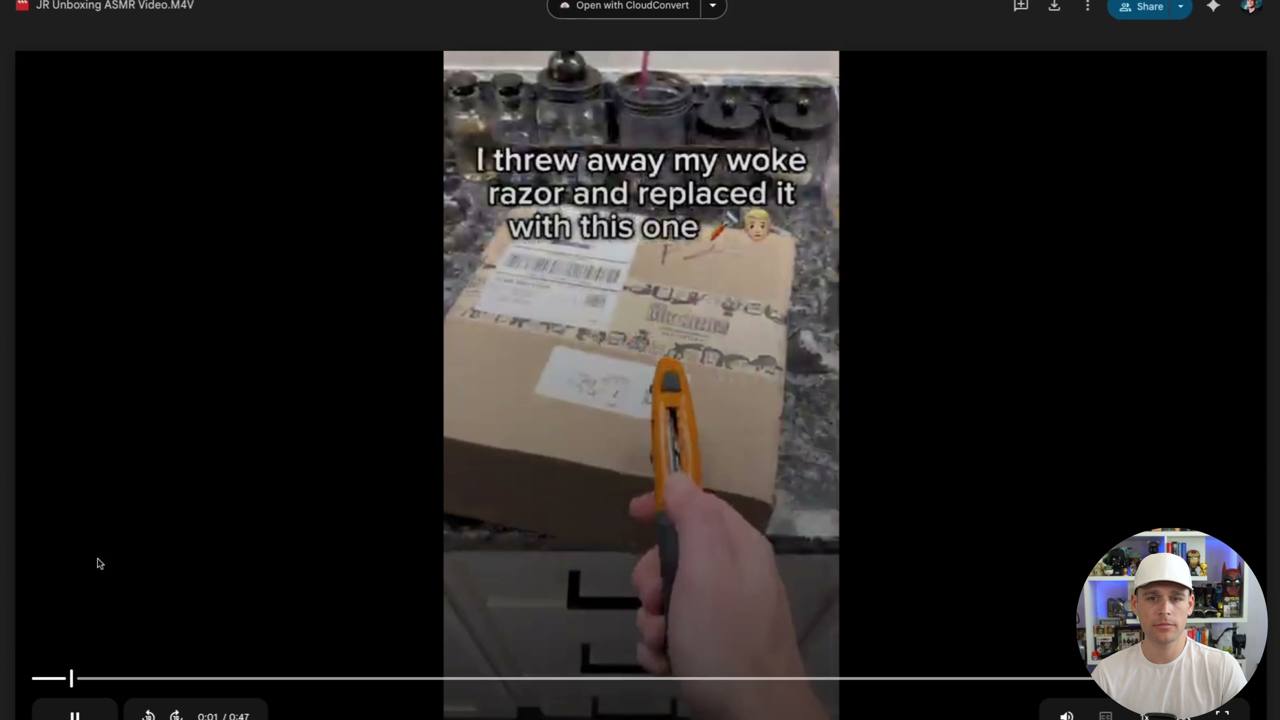 JR Unboxing ASMR Video.M4V
Open with CloudConvert
Share
I threw away my woke
razor and replaced it
with this one
0:01 / 0:47